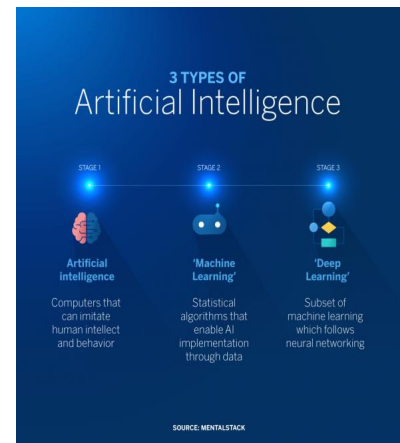 3 TYPES OF
Artificial Intelligence
STAGE 1
STAGE 2
STAGE 3
Artificial
intelligence
Computers that
can imitate
human intellect
and behavior
'Machine
Learning'
Statistical
algorithms that
enable AI
implementation
through data
'Deep
Learning'
Subset of
machine learning
which follows
neural networking
SOURCE: MENTALSTACK